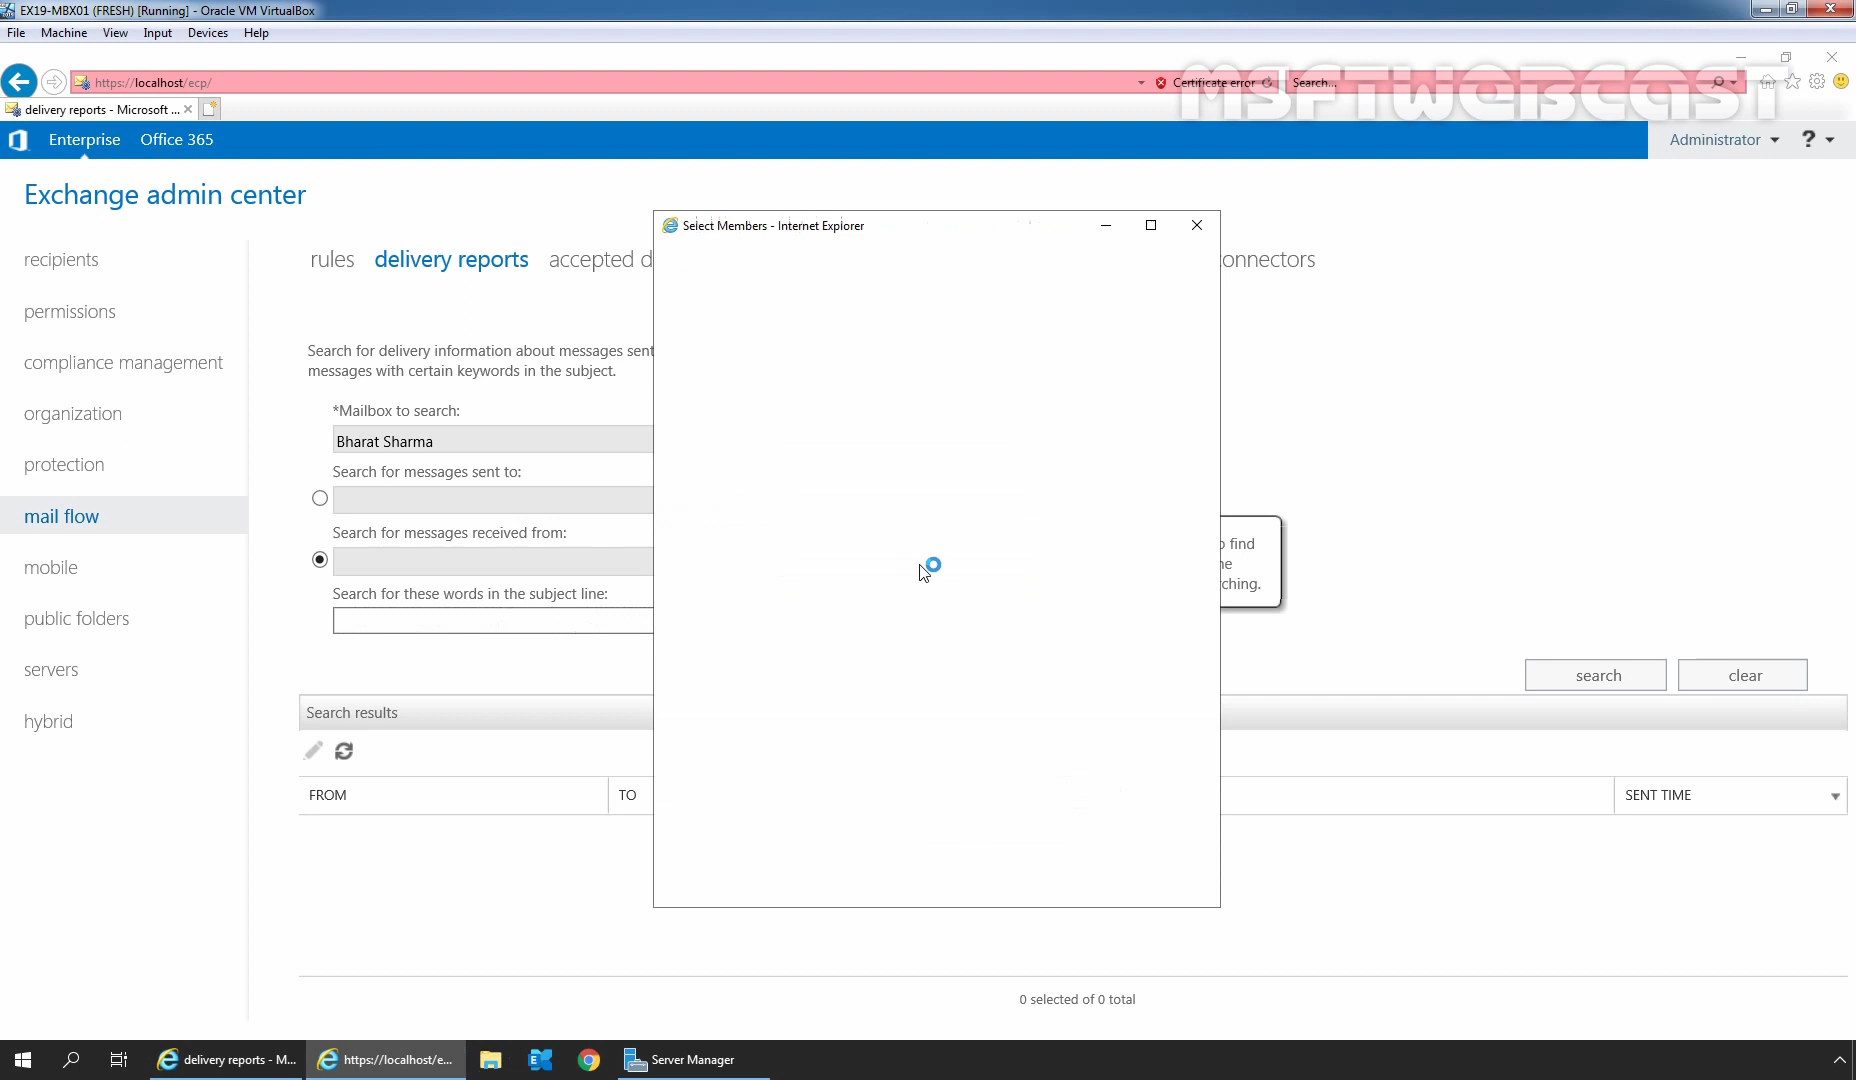 EX19-MBX01 (FRESH) [Running] - Oracle VM VirtualBox
File Machine View Input Devices Help
https://localhost/ecp/
Certificate error
Search...
delivery reports - Microsoft ...
MSFTWEBCAST
Enterprise Office 365
Administrator ?
Exchange admin center
Select Members - Internet Explorer
recipients
permissions
compliance management
organization
protection
mail flow
mobile
public folders
servers
hybrid
rules delivery reports accepted d
onnectors
Search for delivery information about messages sent
messages with certain keywords in the subject.
*Mailbox to search:
Bharat Sharma
Search for messages sent to:
Search for messages received from:
Search for these words in the subject line:
o find
ne
rching.
search
clear
Search results
FROM
TO
SENT TIME
0 selected of 0 total
delivery reports - M...
https://localhost/e...
Server Manager